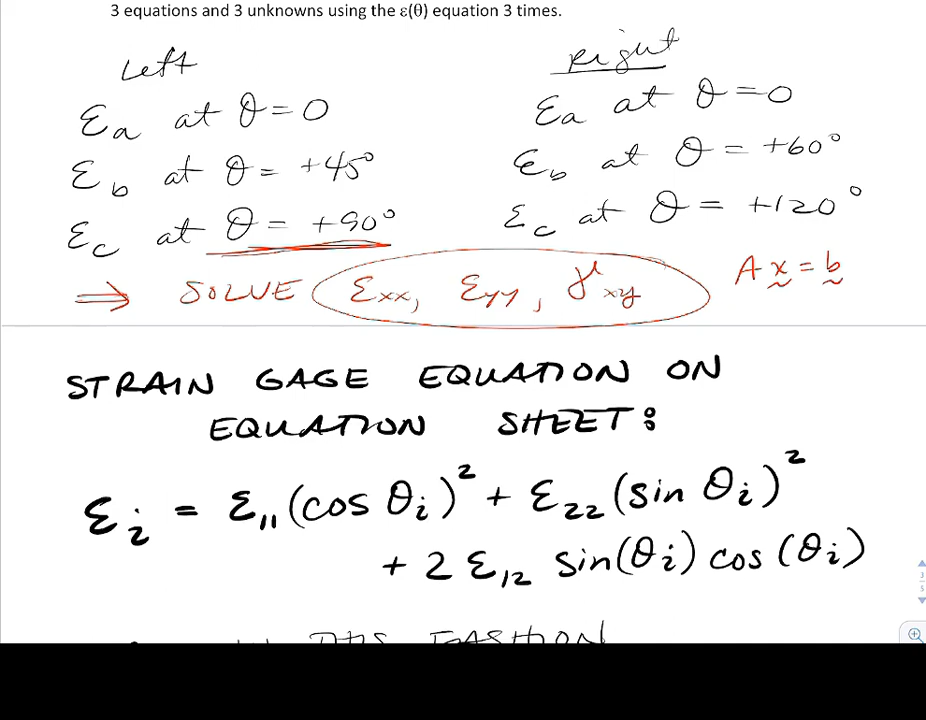 3 equations and 3 unknowns using the ε(θ) equation 3 times.
Left
εa at θ = 0
εb at θ = +45°
εc at θ = +90°
Right
εa at θ = 0
εb at θ = +60°
εc at θ = +120°
⇒ SOLVE εxx, εyy, γxy
A x = b
STRAIN GAGE EQUATION ON
EQUATION SHEET:
εi = ε11 (cos θi)² + ε22 (sin θi)²
+ 2 ε12 sin(θi) cos(θi)
FASHION